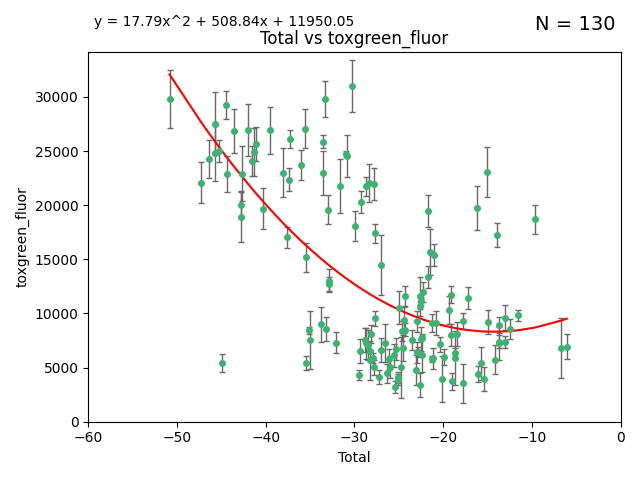 y = 17.79x^2 + 508.84x + 11950.05
N = 130
Total vs toxgreen_fluor
30000
25000
20000
15000
10000
5000
0
toxgreen_fluor
−60 −50 −40 −30 −20 −10 0
Total